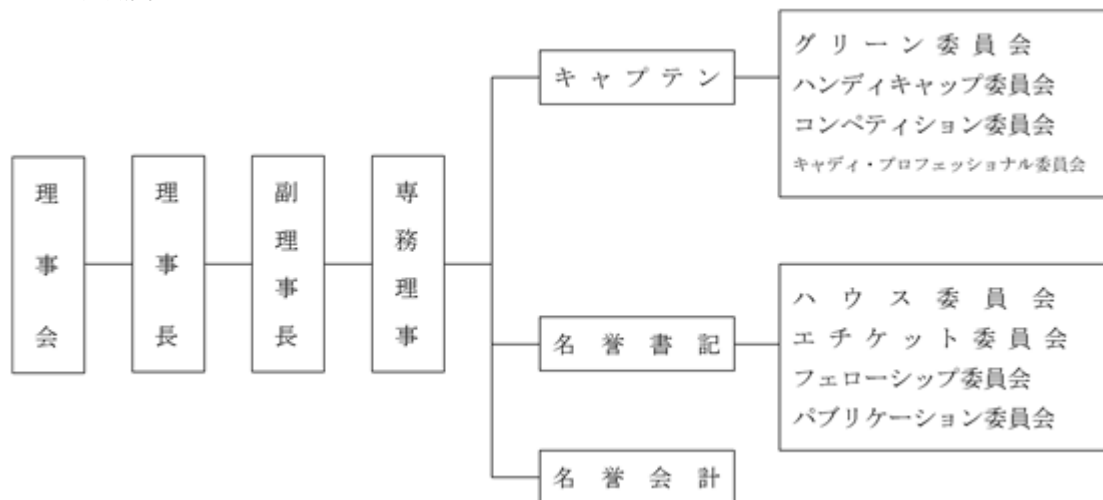 理事会
理事長
副理事長
専務理事
キャプテン
グリーン委員会
ハンディキャップ委員会
コンペティション委員会
キャディ・プロフェッショナル委員会
名誉書記
ハウス委員会
エチケット委員会
フェローシップ委員会
パブリケーション委員会
名誉会計